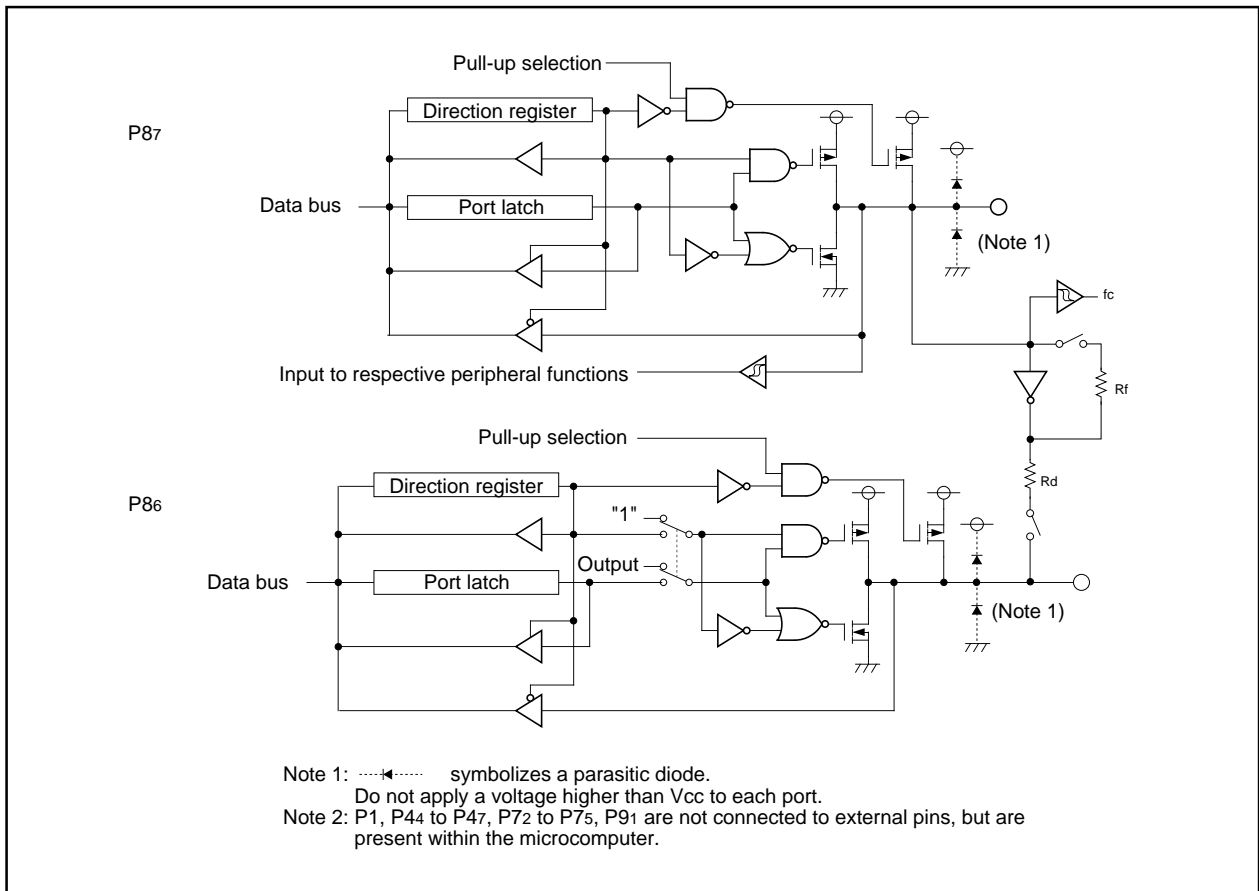 Pull-up selection
Direction register
P87
Data bus
Port latch
(Note 1)
fc
Input to respective peripheral functions
Rf
Pull-up selection
Rd
Direction register
P86
"1"
Output
Data bus
Port latch
(Note 1)
Note 1: symbolizes a parasitic diode.
Do not apply a voltage higher than Vcc to each port.
Note 2: P1, P44 to P47, P72 to P75, P91 are not connected to external pins, but are
present within the microcomputer.